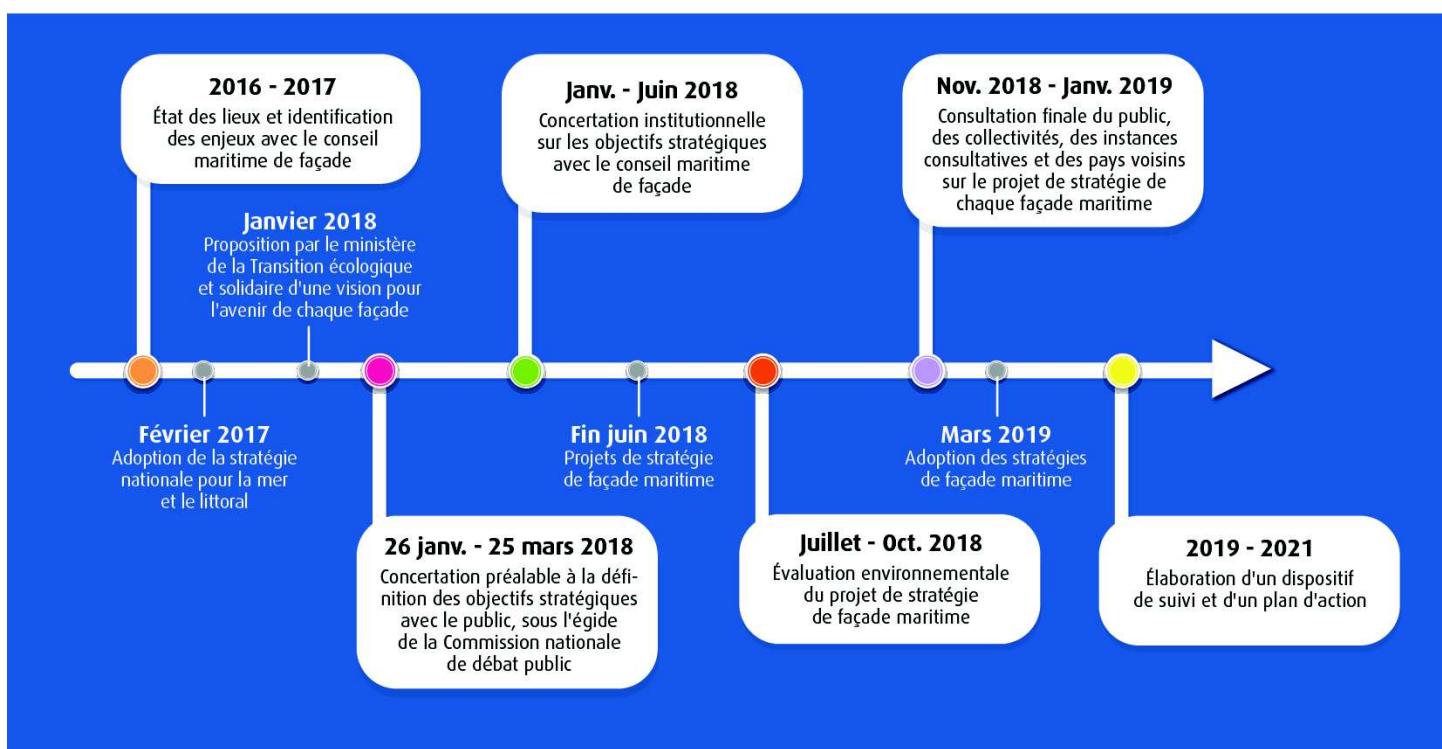 2016 - 2017
État des lieux et identification
des enjeux avec le conseil
maritime de façade
Janvier 2018
Proposition par le ministère
de la Transition écologique
et solidaire d'une vision pour
l'avenir de chaque façade
Janv. - Juin 2018
Concertation institutionnelle
sur les objectifs stratégiques
avec le conseil maritime
de façade
Nov. 2018 - Janv. 2019
Consultation finale du public,
des collectivités, des instances
consultatives et des pays voisins
sur le projet de stratégie de
chaque façade maritime
Février 2017
Adoption de la stratégie
nationale pour la mer
et le littoral
26 janv. - 25 mars 2018
Concertation préalable à la défi-
nition des objectifs stratégiques
avec le public, sous l'égide
de la Commission nationale
de débat public
Fin juin 2018
Projets de stratégie
de façade maritime
Juillet - Oct. 2018
Évaluation environnementale
du projet de stratégie
de façade maritime
Mars 2019
Adoption des stratégies
de façade maritime
2019 - 2021
Élaboration d'un dispositif
de suivi et d'un plan d'action